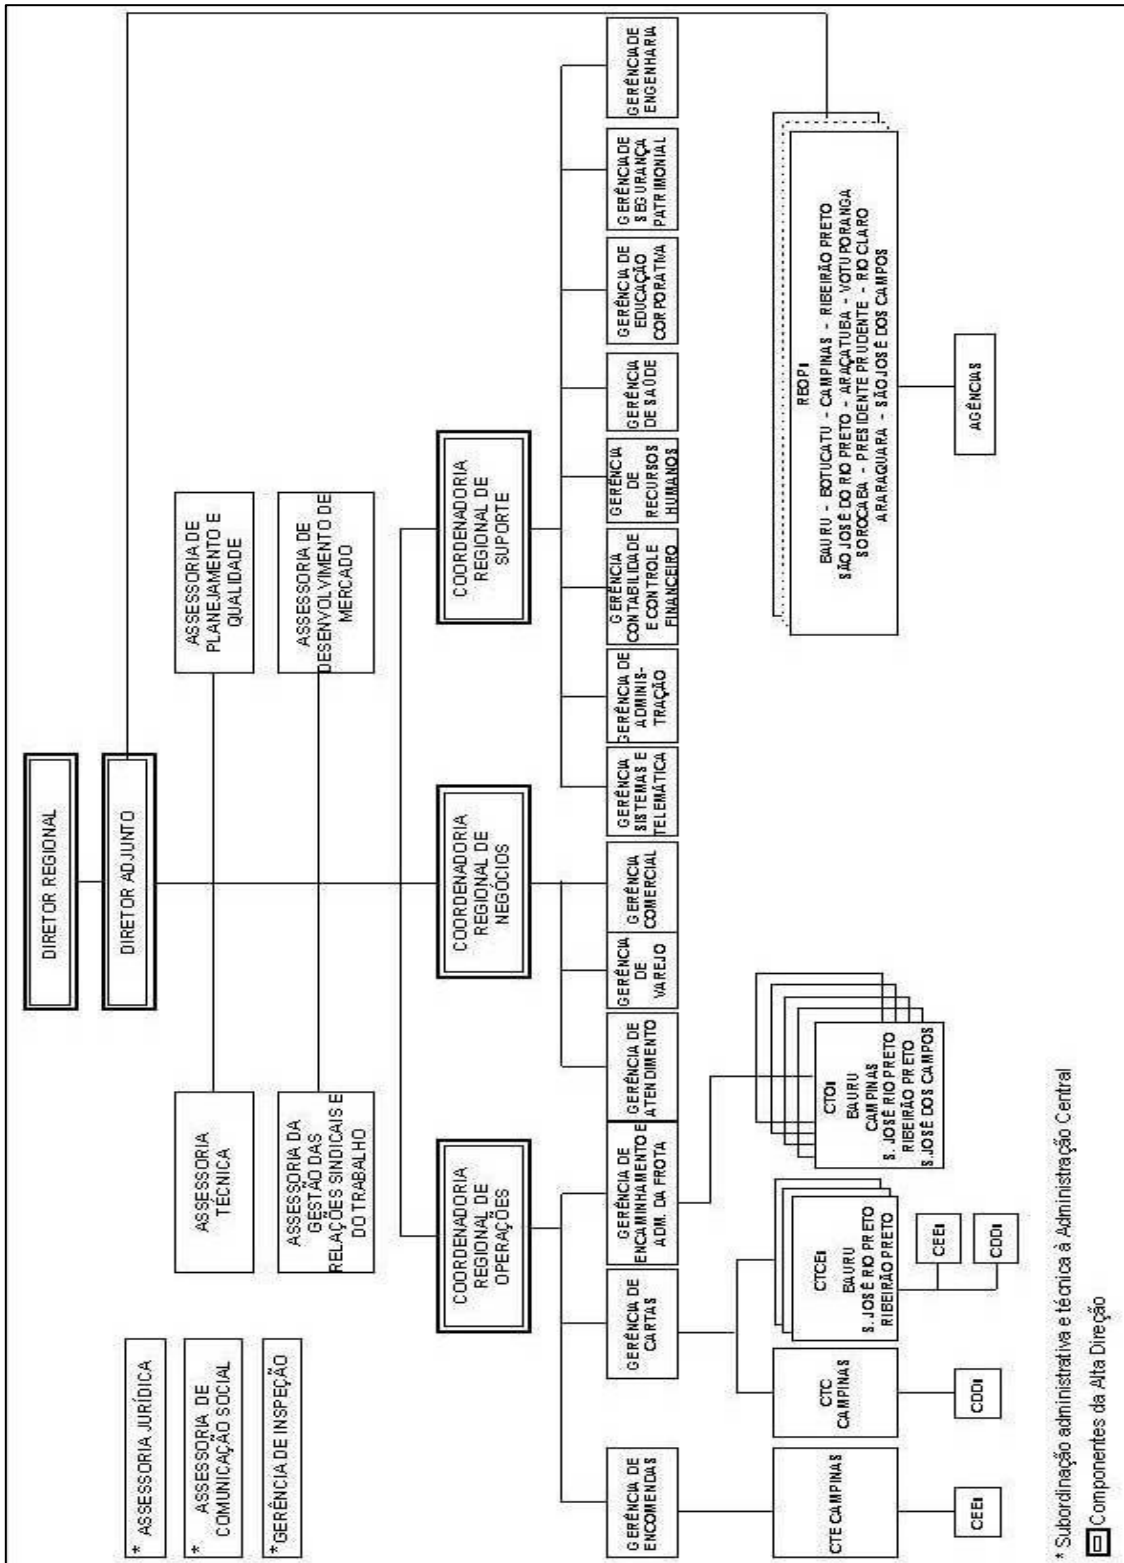 DIRETOR REGIONAL
DIRETOR ADJUNTO
* ASSESSORIA JURÍDICA
* ASSESSORIA DE
COMUNICAÇÃO SOCIAL
*GERÊNCIA DE INSPEÇÃO
ASSESSORIA
TÉCNICA
ASSESSORIA DE
PLANEJAMENTO E
QUALIDADE
ASSESSORIA DA
GESTÃO DAS
RELAÇÕES SINDICAIS E
DO TRABALHO
ASSESSORIA DE
DESENVOLVIMENTO DE
MERCADO
COORDENADORIA
REGIONAL DE
OPERAÇÕES
COORDENADORIA
REGIONAL DE
NEGÓCIOS
COORDENADORIA
REGIONAL DE
SUPORTE
GERÊNCIA DE
ENCOMENDAS
GERÊNCIA DE
CARTAS
GERÊNCIA DE
ENCAMINHAMENTO E
ADM. DA FROTA
GERÊNCIA DE
ATENDIMENTO
GERÊNCIA
DE
VAREJO
GERÊNCIA
COMERCIAL
GERÊNCIA
SISTEMAS E
TELEMÁTICA
GERÊNCIA DE
ADMINIS-
TRAÇÃO
GERÊNCIA
CONTABILIDADE
E CONTROLE
FINANCEIRO
GERÊNCIA
DE
RECURSOS
HUMANOS
GERÊNCIA
DE SAÚDE
GERÊNCIA DE
EDUCAÇÃO
CORPORATIVA
GERÊNCIA DE
SEGURANÇA
PATRIMONIAL
GERÊNCIA DE
ENGENHARIA
CTE CAMPINAS
CTC
CAMPINAS
CTCEs
BAURU
S. JOSÉ RIO PRETO
RIBEIRÃO PRETO
CTOs
BAURU
CAMPINAS
S. JOSÉ RIO PRETO
RIBEIRÃO PRETO
S.JOSÉ DOS CAMPOS
REOPs
BAURU - BOTUCATU - CAMPINAS - RIBEIRÃO PRETO
SÃO JOSÉ DO RIO PRETO - ARAÇATUBA - VOTUPORANGA
SOROCABA - PRESIDENTE PRUDENTE - RIO CLARO
ARARAQUARA - SÃO JOSÉ DOS CAMPOS
CEEs
CDDs
CEEs
CDDs
AGÊNCIAS
* Subordinação administrativa e técnica à Administração Central
Componentes da Alta Direção